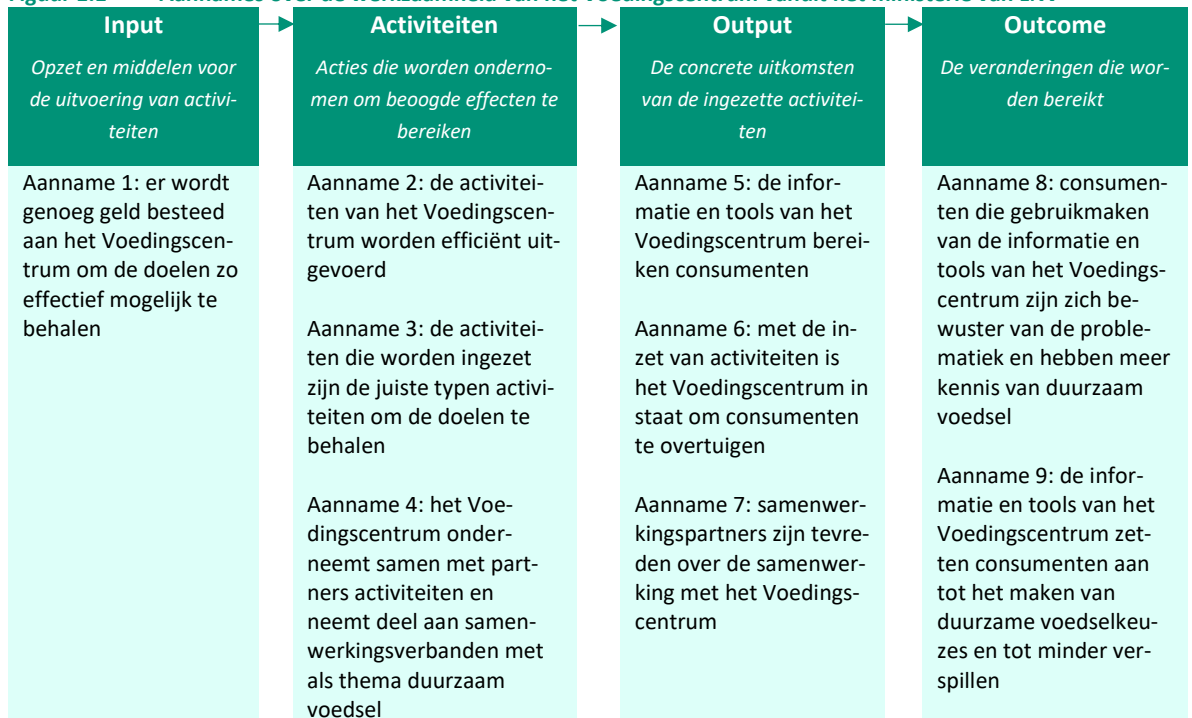 Input
Opzet en middelen voor
de uitvoering van activi-
teiten
Aanname 1: er wordt
genoeg geld besteed
aan het Voedingscen-
trum om de doelen zo
effectief mogelijk te
behalen
Activiteiten
Acties die worden onderno-
men om beoogde effecten te
bereiken
Aanname 2: de activitei-
ten van het Voedingscen-
trum worden efficiënt uit-
gevoerd
Aanname 3: de activitei-
ten die worden ingezet
zijn de juiste typen activi-
teiten om de doelen te
behalen
Aanname 4: het Voe-
dingscentrum onder-
neemt samen met part-
ners activiteiten en
neemt deel aan samen-
werkingsverbanden met
als thema duurzaam
voedsel
Output
De concrete uitkomsten
van de ingezette activitei-
ten
Aanname 5: de infor-
matie en tools van het
Voedingscentrum berei-
ken consumenten
Aanname 6: met de in-
zet van activiteiten is
het Voedingscentrum in
staat om consumenten
te overtuigen
Aanname 7: samenwer-
kingspartners zijn tevre-
den over de samenwer-
king met het Voedings-
centrum
Outcome
De veranderingen die wor-
den bereikt
Aanname 8: consumen-
ten die gebruikmaken
van de informatie en
tools van het Voedings-
centrum zijn zich be-
wuster van de proble-
matiek en hebben meer
kennis van duurzaam
voedsel
Aanname 9: de infor-
matie en tools van het
Voedingscentrum zet-
ten consumenten aan
tot het maken van
duurzame voedselkeu-
zes en tot minder ver-
spillen